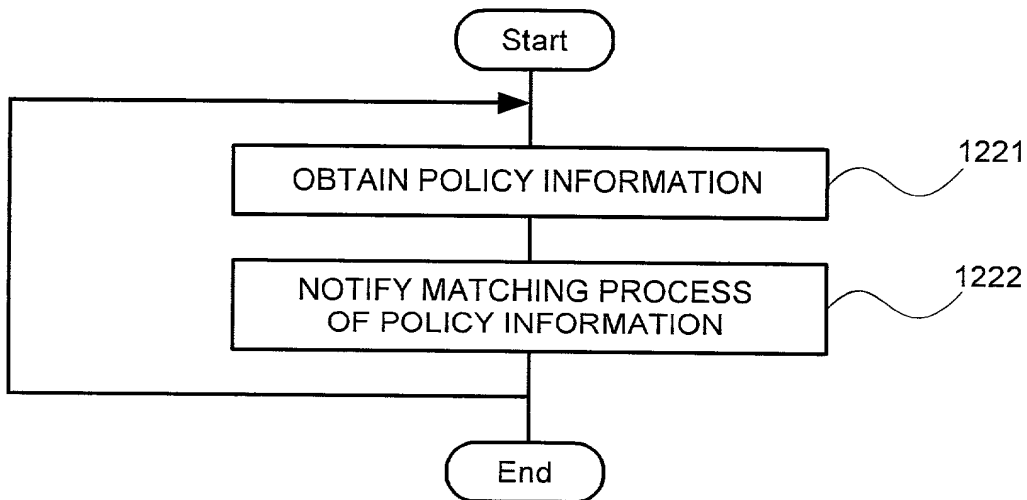 Start
OBTAIN POLICY INFORMATION
1221
NOTIFY MATCHING PROCESS
OF POLICY INFORMATION
1222
End